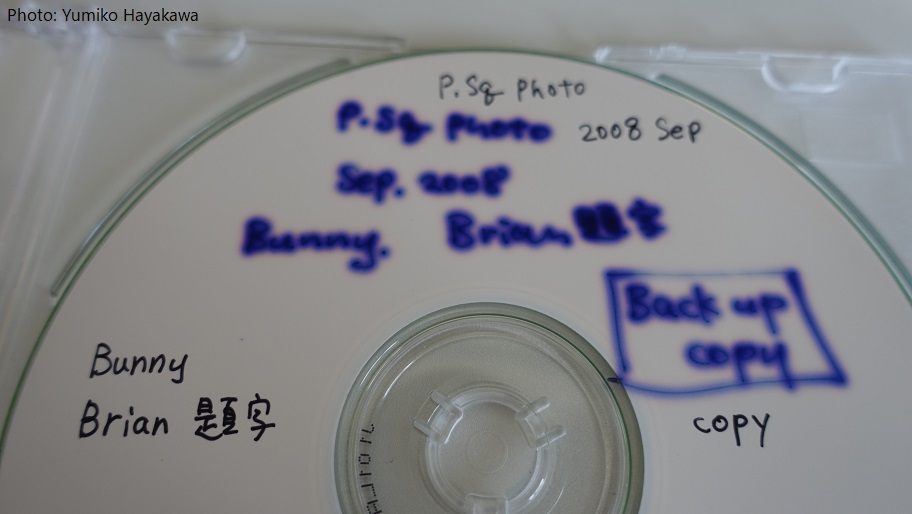 Photo: Yumiko Hayakawa
P.Sq Photo
P.Sq Photo
2008 Sep
Sep. 2008
Bunny. Brian 題字
Back up
copy
Bunny
Brian 題字
copy